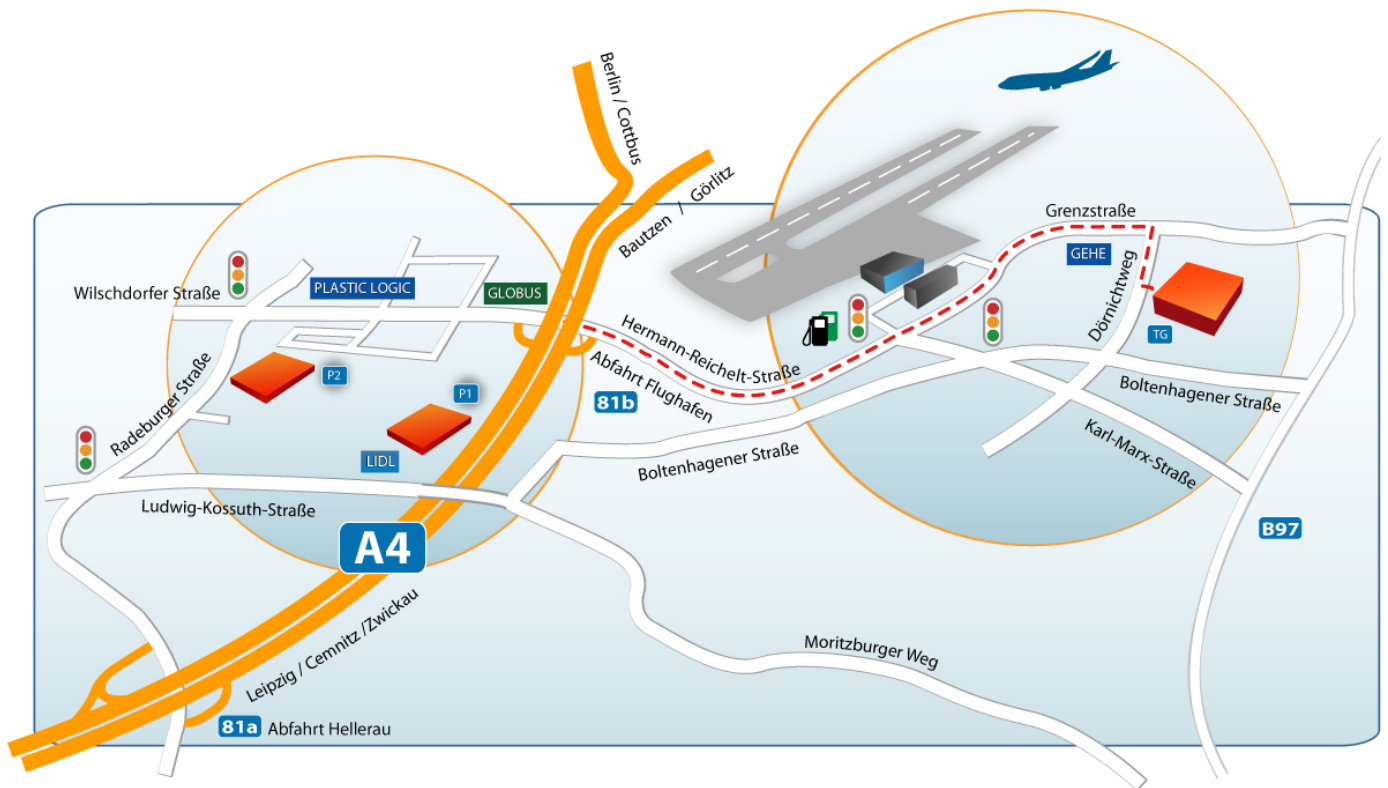 Berlin / Cottbus
Bautzen / Görlitz
Grenzstraße
GEHE
Wilschdorfer Straße
PLASTIC LOGIC
GLOBUS
Dörnichtweg
TG
Hermann-Reichelt-Straße
Abfahrt Flughafen
81b
P2
P1
Radeburger Straße
Boltenhagener Straße
Karl-Marx-Straße
LIDL
Boltenhagener Straße
Ludwig-Kossuth-Straße
A4
B97
Leipzig / Cemnitz /Zwickau
Moritzburger Weg
81a Abfahrt Hellerau